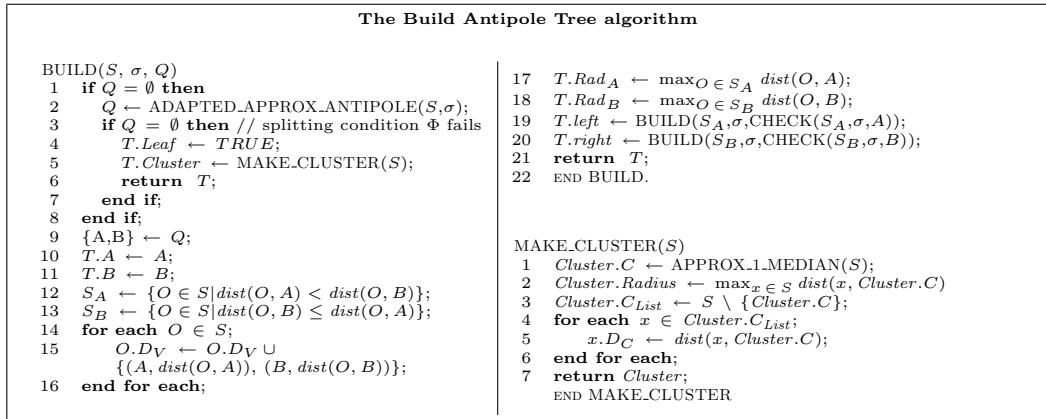 The Build Antipole Tree algorithm
BUILD(S, σ, Q)
1 if Q = ∅ then
2 Q ← ADAPTED_APPROX_ANTIPOLE(S,σ);
3 if Q = ∅ then // splitting condition Φ fails
4 T.Leaf ← TRUE;
5 T.Cluster ← MAKE_CLUSTER(S);
6 return T;
7 end if;
8 end if;
9 {A,B} ← Q;
10 T.A ← A;
11 T.B ← B;
12 S_A ← {O ∈ S|dist(O, A) < dist(O, B)};
13 S_B ← {O ∈ S|dist(O, B) ≤ dist(O, A)};
14 for each O ∈ S;
15 O.D_V ← O.D_V ∪
{(A, dist(O, A)), (B, dist(O, B))};
16 end for each;
17 T.Rad_A ← max_{O ∈ S_A} dist(O, A);
18 T.Rad_B ← max_{O ∈ S_B} dist(O, B);
19 T.left ← BUILD(S_A,σ,CHECK(S_A,σ,A));
20 T.right ← BUILD(S_B,σ,CHECK(S_B,σ,B));
21 return T;
22 END BUILD.
MAKE_CLUSTER(S)
1 Cluster.C ← APPROX_1_MEDIAN(S);
2 Cluster.Radius ← max_{x ∈ S} dist(x, Cluster.C)
3 Cluster.C_{List} ← S \ {Cluster.C};
4 for each x ∈ Cluster.C_{List};
5 x.D_C ← dist(x, Cluster.C);
6 end for each;
7 return Cluster;
END MAKE_CLUSTER